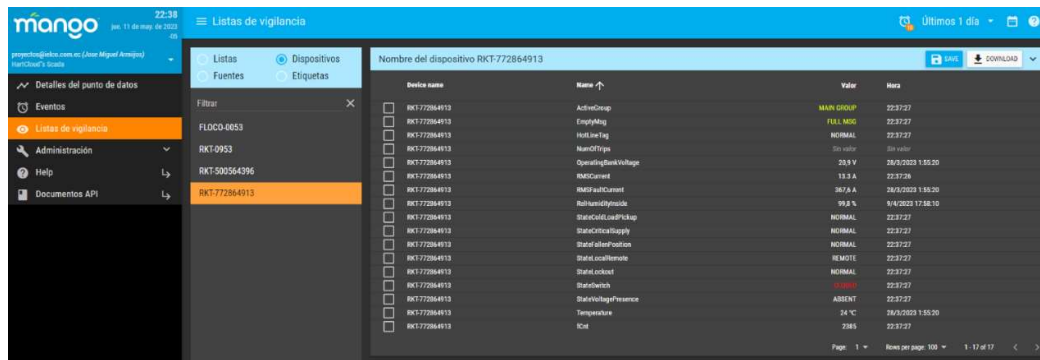 mango
22:38
jue, 11 de may. de 2023
-05
Listas de vigilancia
Últimos 1 día
proyectos@inlox.com.ec (Jose Miguel Armijos)
HartCloud's Scada
Detalles del punto de datos
Eventos
Listas de vigilancia
Administración
Help
Documentos API
Listas Dispositivos
Fuentes Etiquetas
Filtrar
FLOCO-0053
RKT-0953
RKT-500564396
RKT-772864913
Nombre del dispositivo RKT-772864913 SAVE DOWNLOAD
Device name Name Valor Hora
RKT-772864913 ActiveGroup MAIN GROUP 22:37:27
RKT-772864913 EmptyMsg FULL MSG 22:37:27
RKT-772864913 HotLineTag NORMAL 22:37:27
RKT-772864913 NumOfTrips Sin valor Sin valor
RKT-772864913 OperatingBankVoltage 20,9 V 28/3/2023 1:55:20
RKT-772864913 RMSCurrent 13.3 A 22:37:26
RKT-772864913 RMSFaultCurrent 367,6 A 28/3/2023 1:55:20
RKT-772864913 RelHumidityInside 99,8 % 9/4/2023 17:58:10
RKT-772864913 StateColdLoadPickup NORMAL 22:37:27
RKT-772864913 StateCriticalSupply NORMAL 22:37:27
RKT-772864913 StateFallenPosition NORMAL 22:37:27
RKT-772864913 StateLocalRemote REMOTE 22:37:27
RKT-772864913 StateLockout NORMAL 22:37:27
RKT-772864913 StateSwitch 22:37:27
RKT-772864913 StateVoltagePresence ABSENT 22:37:27
RKT-772864913 Temperature 24 °C 28/3/2023 1:55:20
RKT-772864913 fCnt 2385 22:37:27
Page: 1 Rows per page: 100 1 - 17 of 17